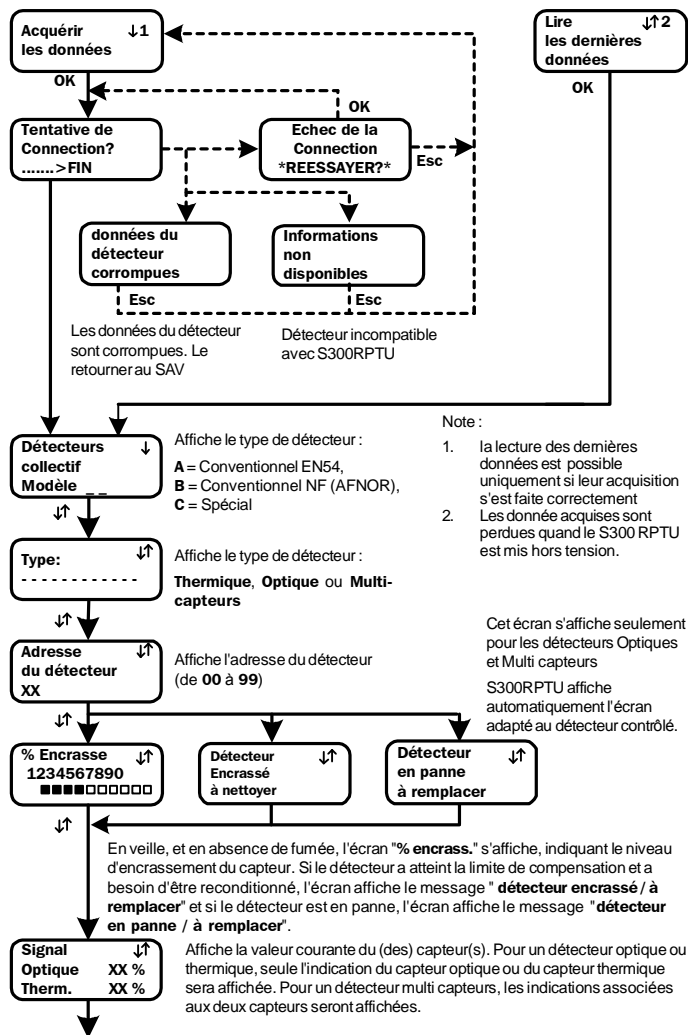 Acquérir ↓1
les données
Lire ↓↑2
les dernières
données
OK
OK
OK
Tentative de
Connection?
.......>FIN
Echec de la
Connection
*REESSAYER?*
Esc
données du
détecteur
corrompues
Informations
non
disponibles
Esc
Esc
Les données du détecteur
sont corrompues. Le
retourner au SAV
Détecteur incompatible
avec S300RPTU
Détecteurs ↓
collectif
Modèle _ _
↓↑
Affiche le type de détecteur :
A = Conventionnel EN54,
B = Conventionnel NF (AFNOR),
C = Spécial
Note :
1. la lecture des dernières
données est possible
uniquement si leur acquisition
s'est faite correctement
2. Les donnée acquises sont
perdues quand le S300 RPTU
est mis hors tension.
Type: ↓↑
- - - - - - - - - - - -
↓↑
Affiche le type de détecteur :
Thermique, Optique ou Multi-
capteurs
Adresse ↓↑
du détecteur
XX
↓↑
Affiche l'adresse du détecteur
(de 00 à 99)
Cet écran s'affiche seulement
pour les détecteurs Optiques
et Multi capteurs
S300RPTU affiche
automatiquement l'écran
adapté au détecteur contrôlé.
% Encrasse ↓↑
1234567890
■■■■□□□□□□
↓↑
Détecteur ↓↑
Encrassé
à nettoyer
Détecteur ↓↑
en panne
à remplacer
En veille, et en absence de fumée, l'écran "% encrass." s'affiche, indiquant le niveau
d'encrassement du capteur. Si le détecteur a atteint la limite de compensation et a
besoin d'être reconditionné, l'écran affiche le message " détecteur encrassé / à
remplacer" et si le détecteur est en panne, l'écran affiche le message "détecteur
en panne / à remplacer".
Signal ↓↑
Optique XX %
Therm. XX %
Affiche la valeur courante du (des) capteur(s). Pour un détecteur optique ou
thermique, seule l'indication du capteur optique ou du capteur thermique
sera affichée. Pour un détecteur multi capteurs, les indications associées
aux deux capteurs seront affichées.